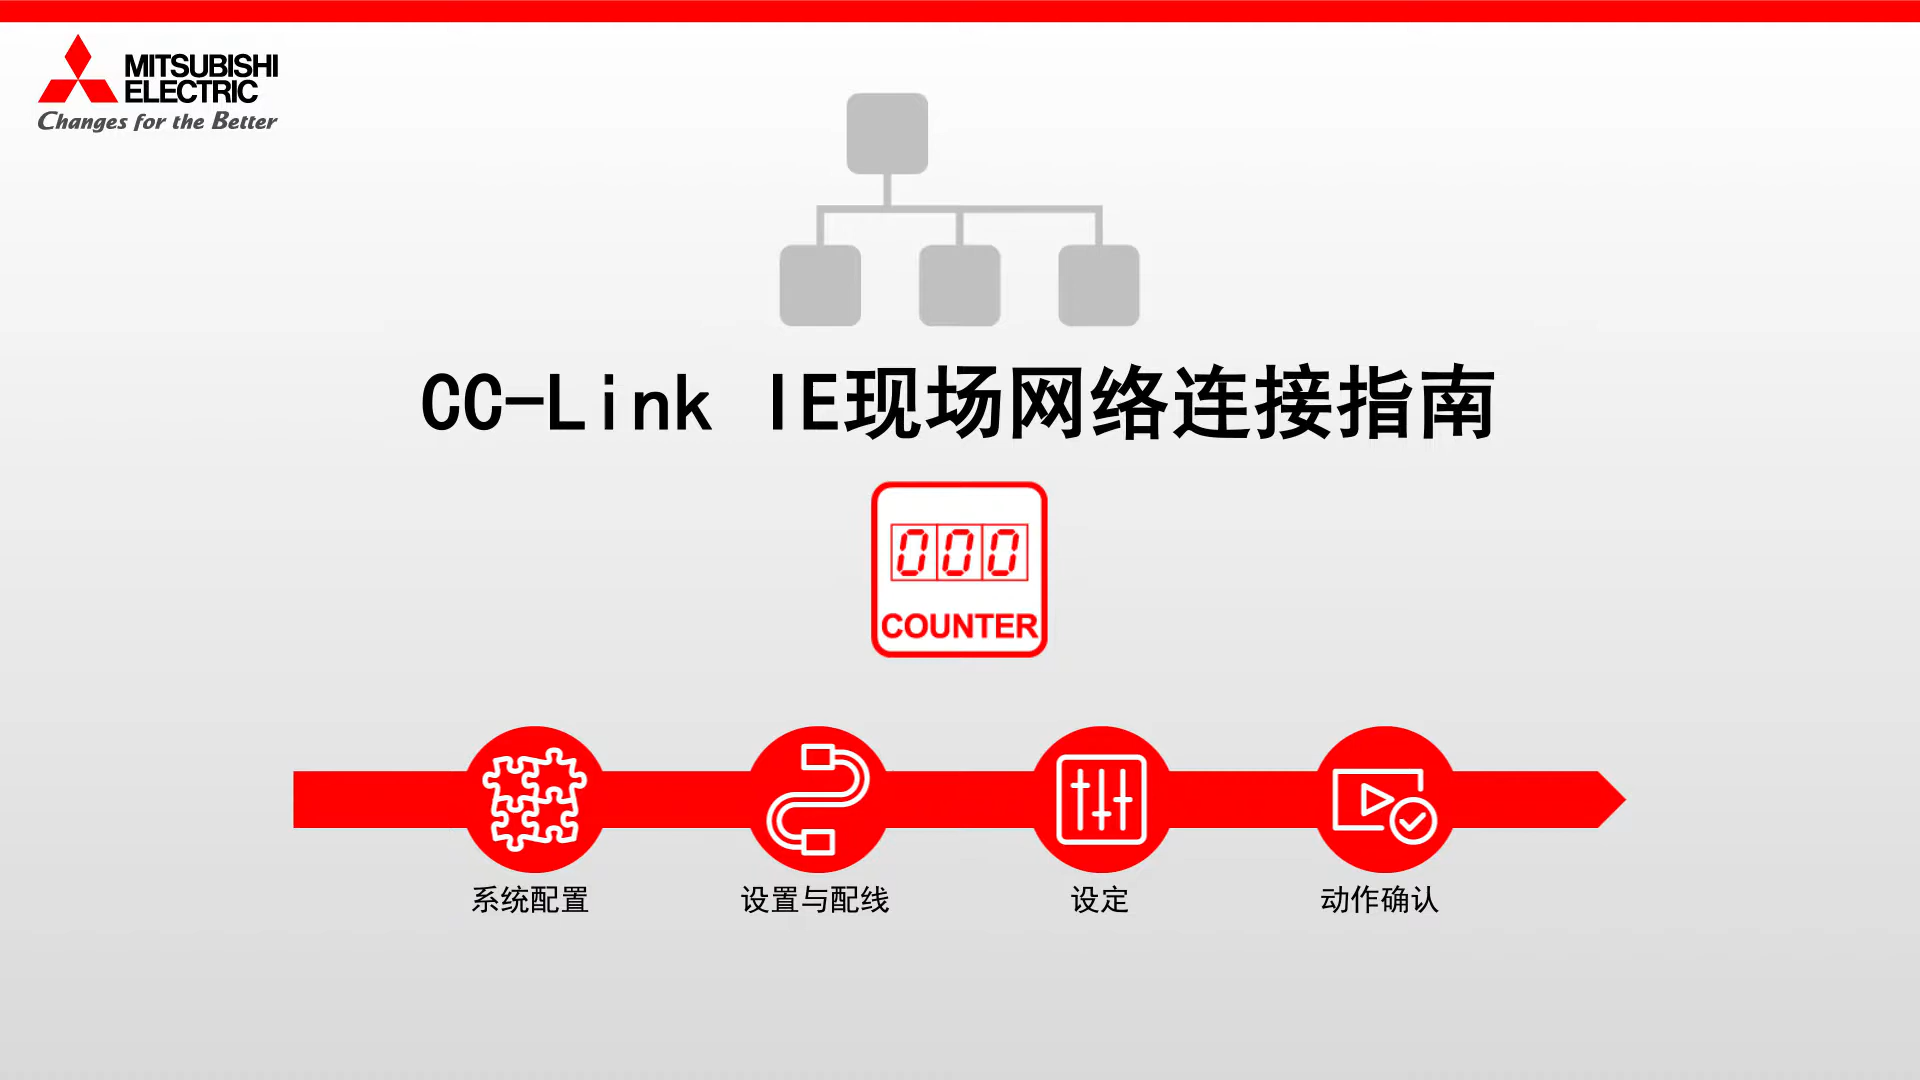 MITSUBISHI
ELECTRIC
Changes for the Better
CC-Link IE现场网络连接指南
000
COUNTER
系统配置
设置与配线
设定
动作确认